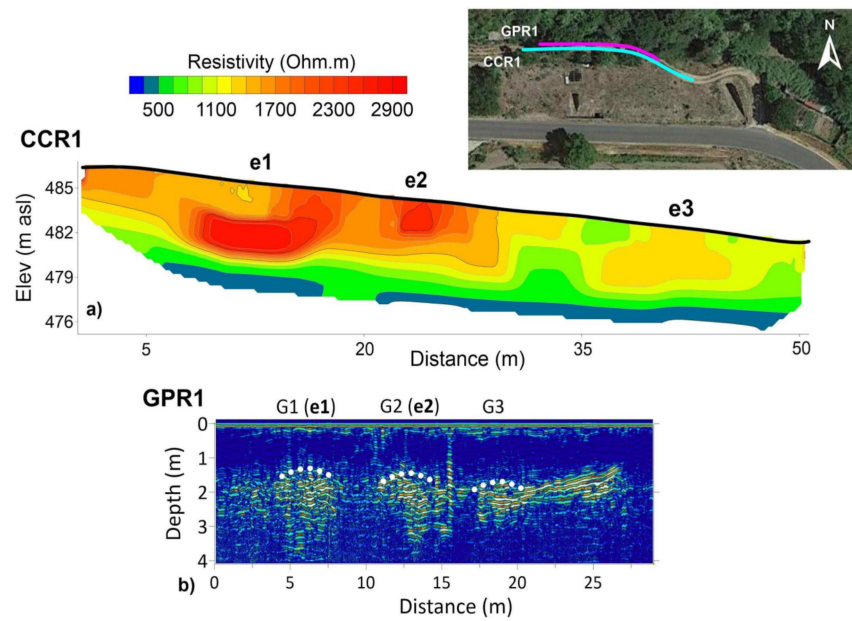 GPR1
CCR1
N
Resistivity (Ohm.m)
500 1100 1700 2300 2900
CCR1
e1
e2
e3
Elev (m asl)
485
482
479
476
a)
5 20 35 50
Distance (m)
GPR1
G1 (e1) G2 (e2) G3
Depth (m)
0
1
2
3
4
b)
0 5 10 15 20 25
Distance (m)